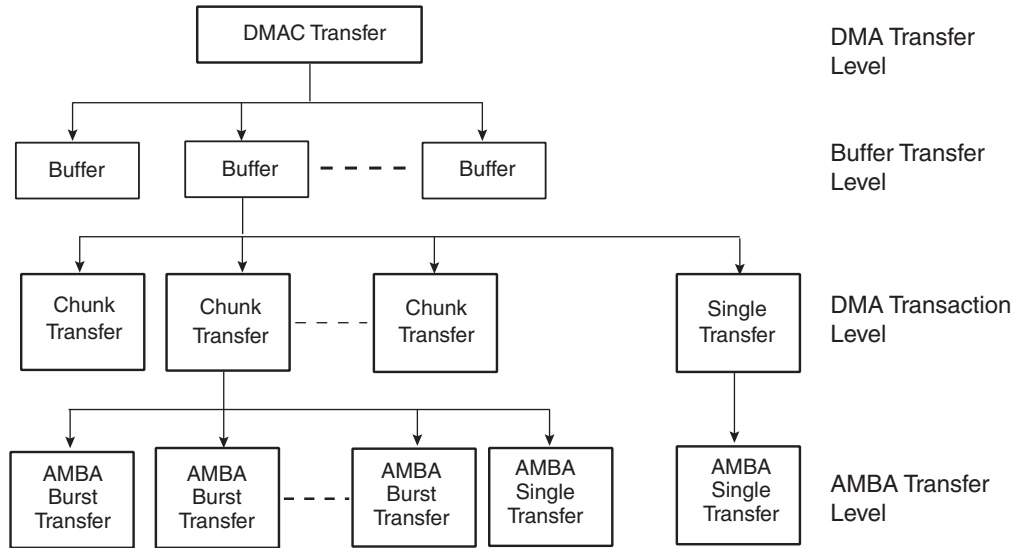 DMAC Transfer
DMA Transfer
Level
Buffer
Buffer
Buffer
Buffer Transfer
Level
Chunk
Transfer
Chunk
Transfer
Chunk
Transfer
Single
Transfer
DMA Transaction
Level
AMBA
Burst
Transfer
AMBA
Burst
Transfer
AMBA
Burst
Transfer
AMBA
Single
Transfer
AMBA
Single
Transfer
AMBA Transfer
Level